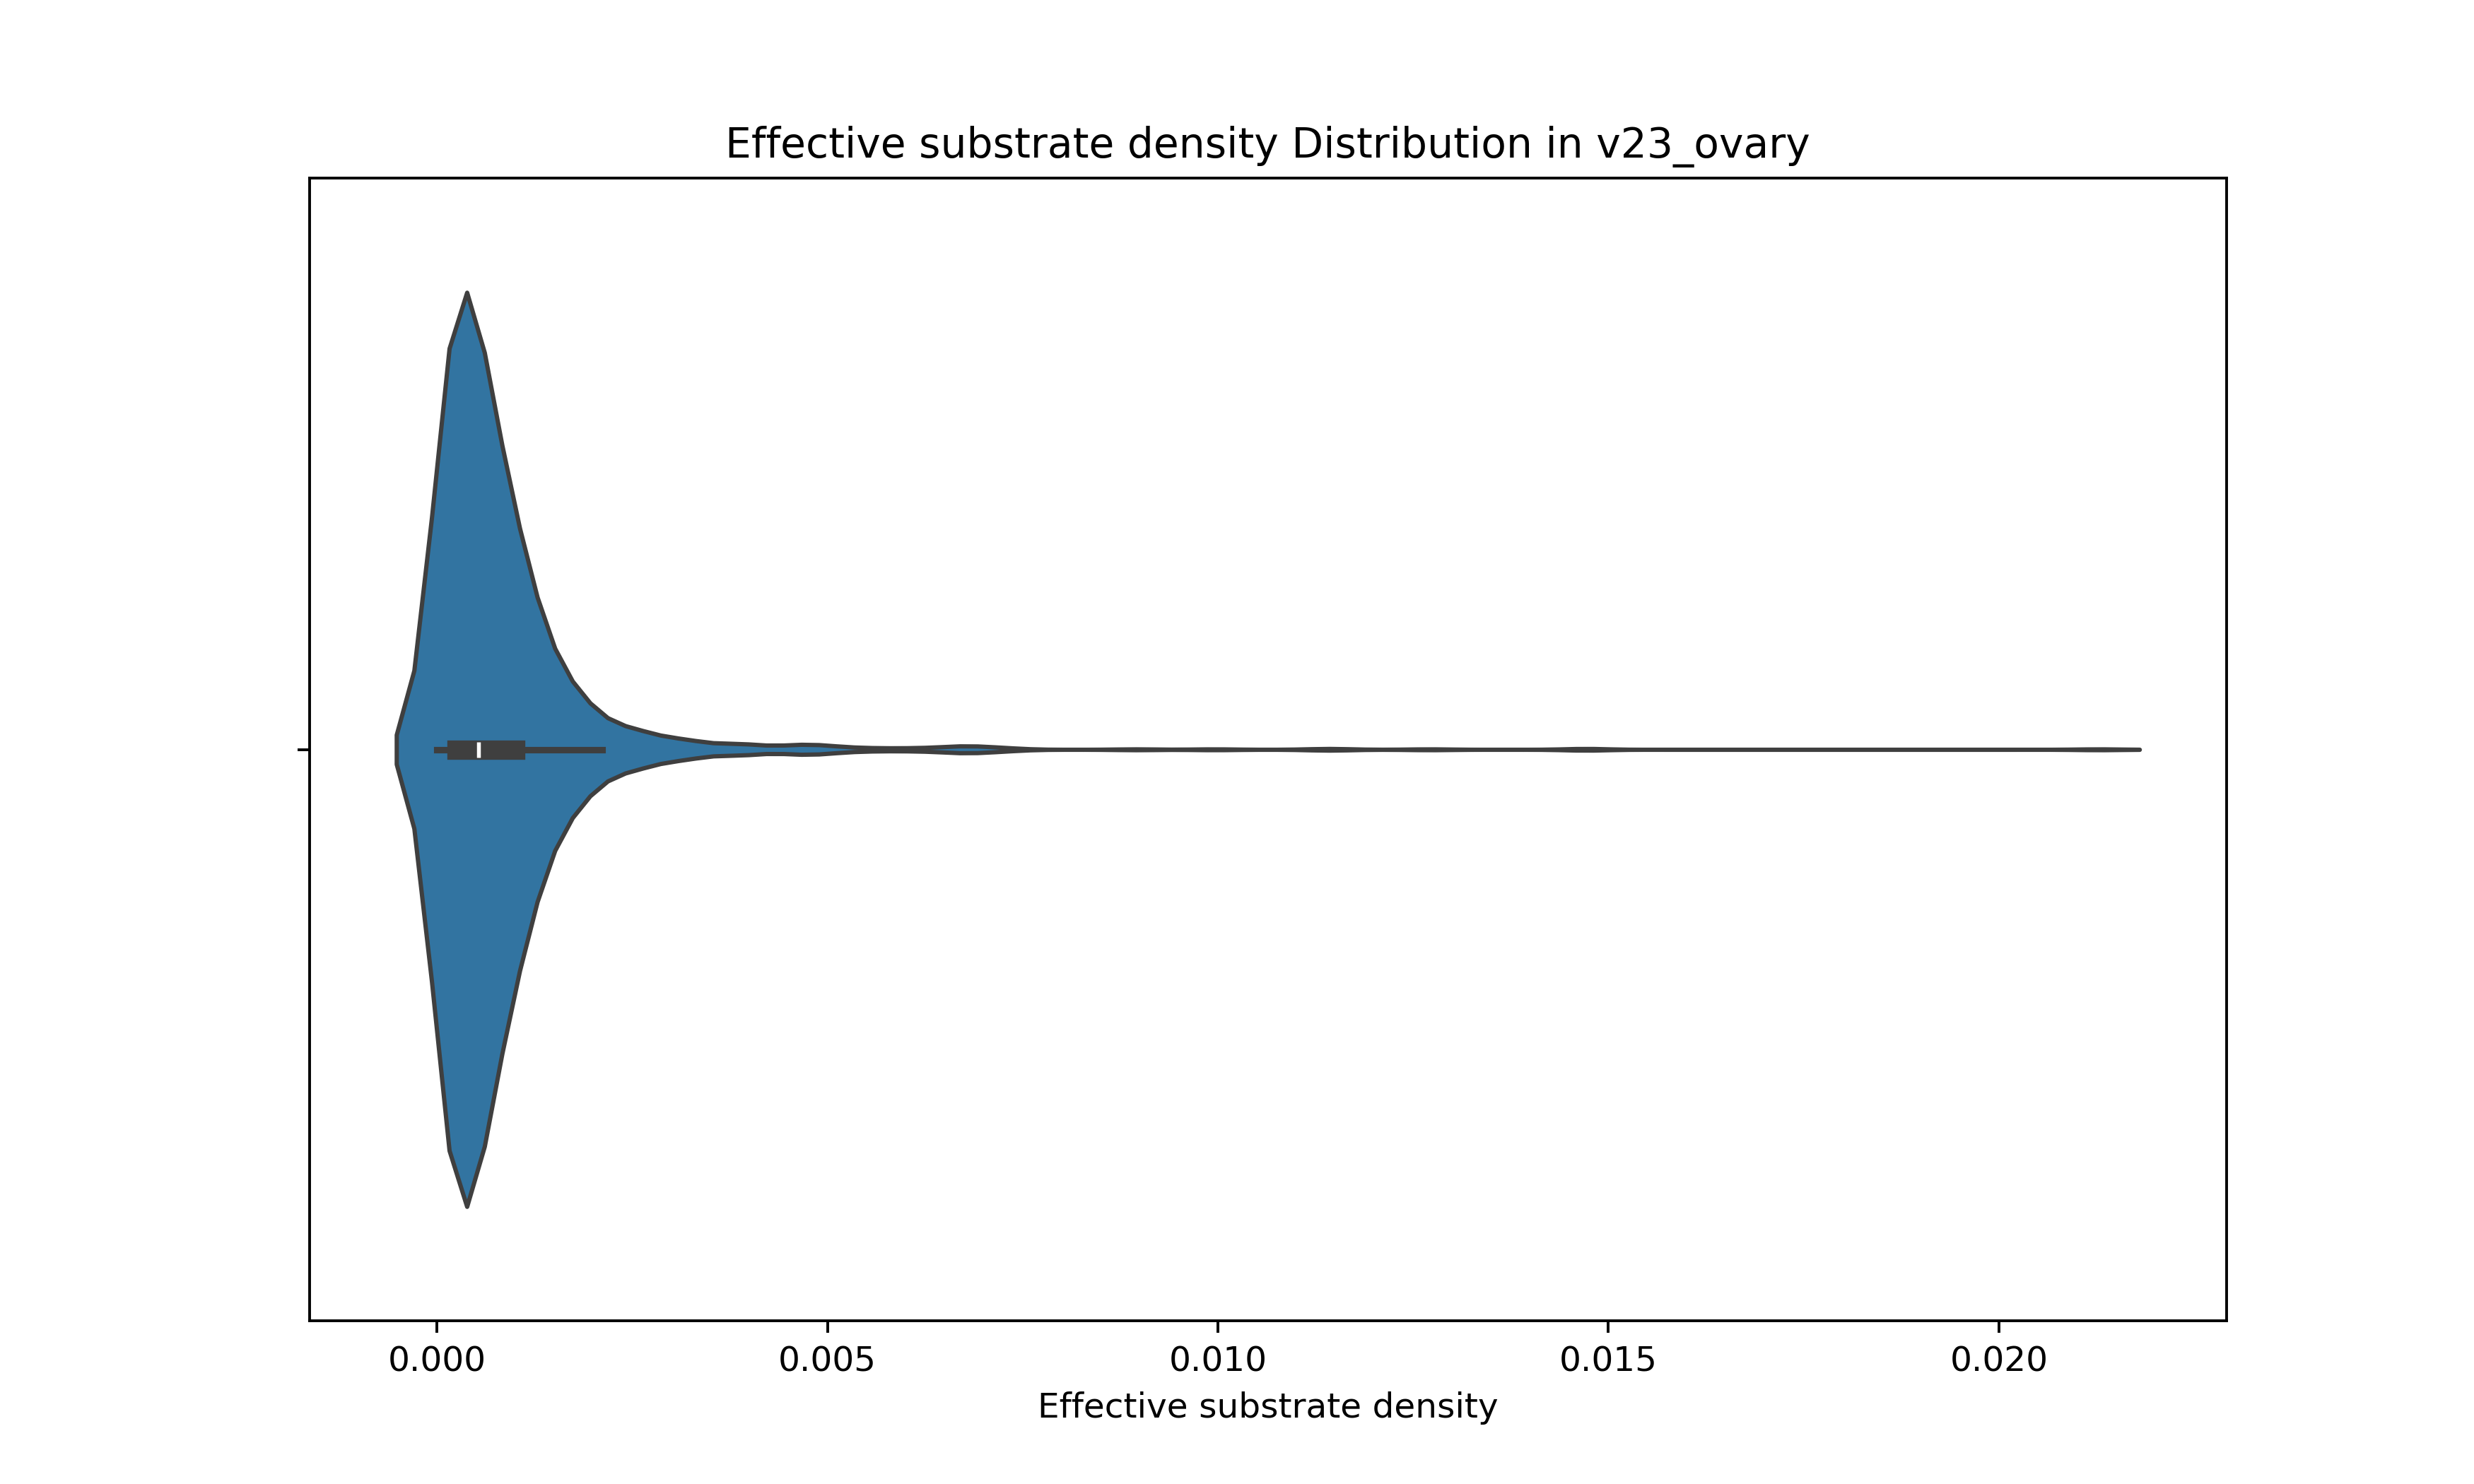 Effective substrate density Distribution in v23_ovary
0.000 0.005 0.010 0.015 0.020
Effective substrate density